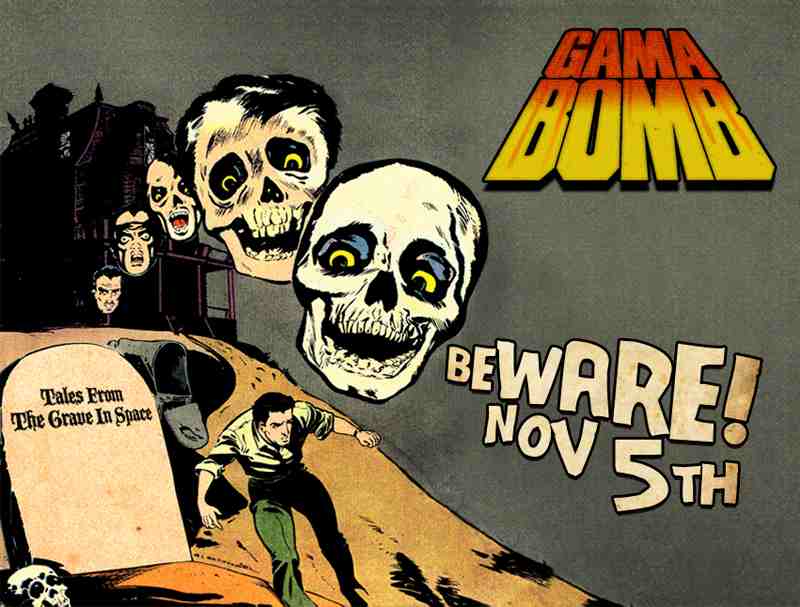 GAMA
BOMB
Tales From
The Grave In Space
BEWARE!
NOV 5TH